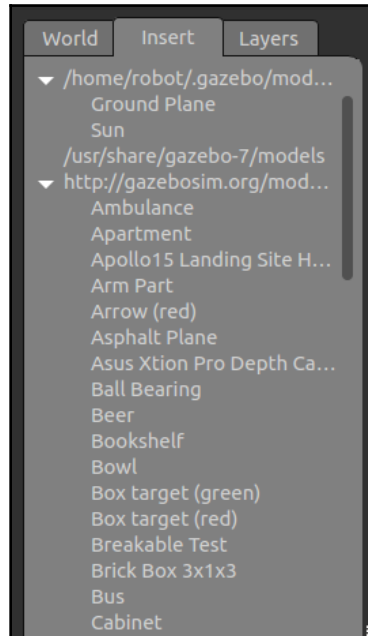 World Insert Layers
/home/robot/.gazebo/mod...
Ground Plane
Sun
/usr/share/gazebo-7/models
http://gazebosim.org/mod...
Ambulance
Apartment
Apollo15 Landing Site H...
Arm Part
Arrow (red)
Asphalt Plane
Asus Xtion Pro Depth Ca...
Ball Bearing
Beer
Bookshelf
Bowl
Box target (green)
Box target (red)
Breakable Test
Brick Box 3x1x3
Bus
Cabinet